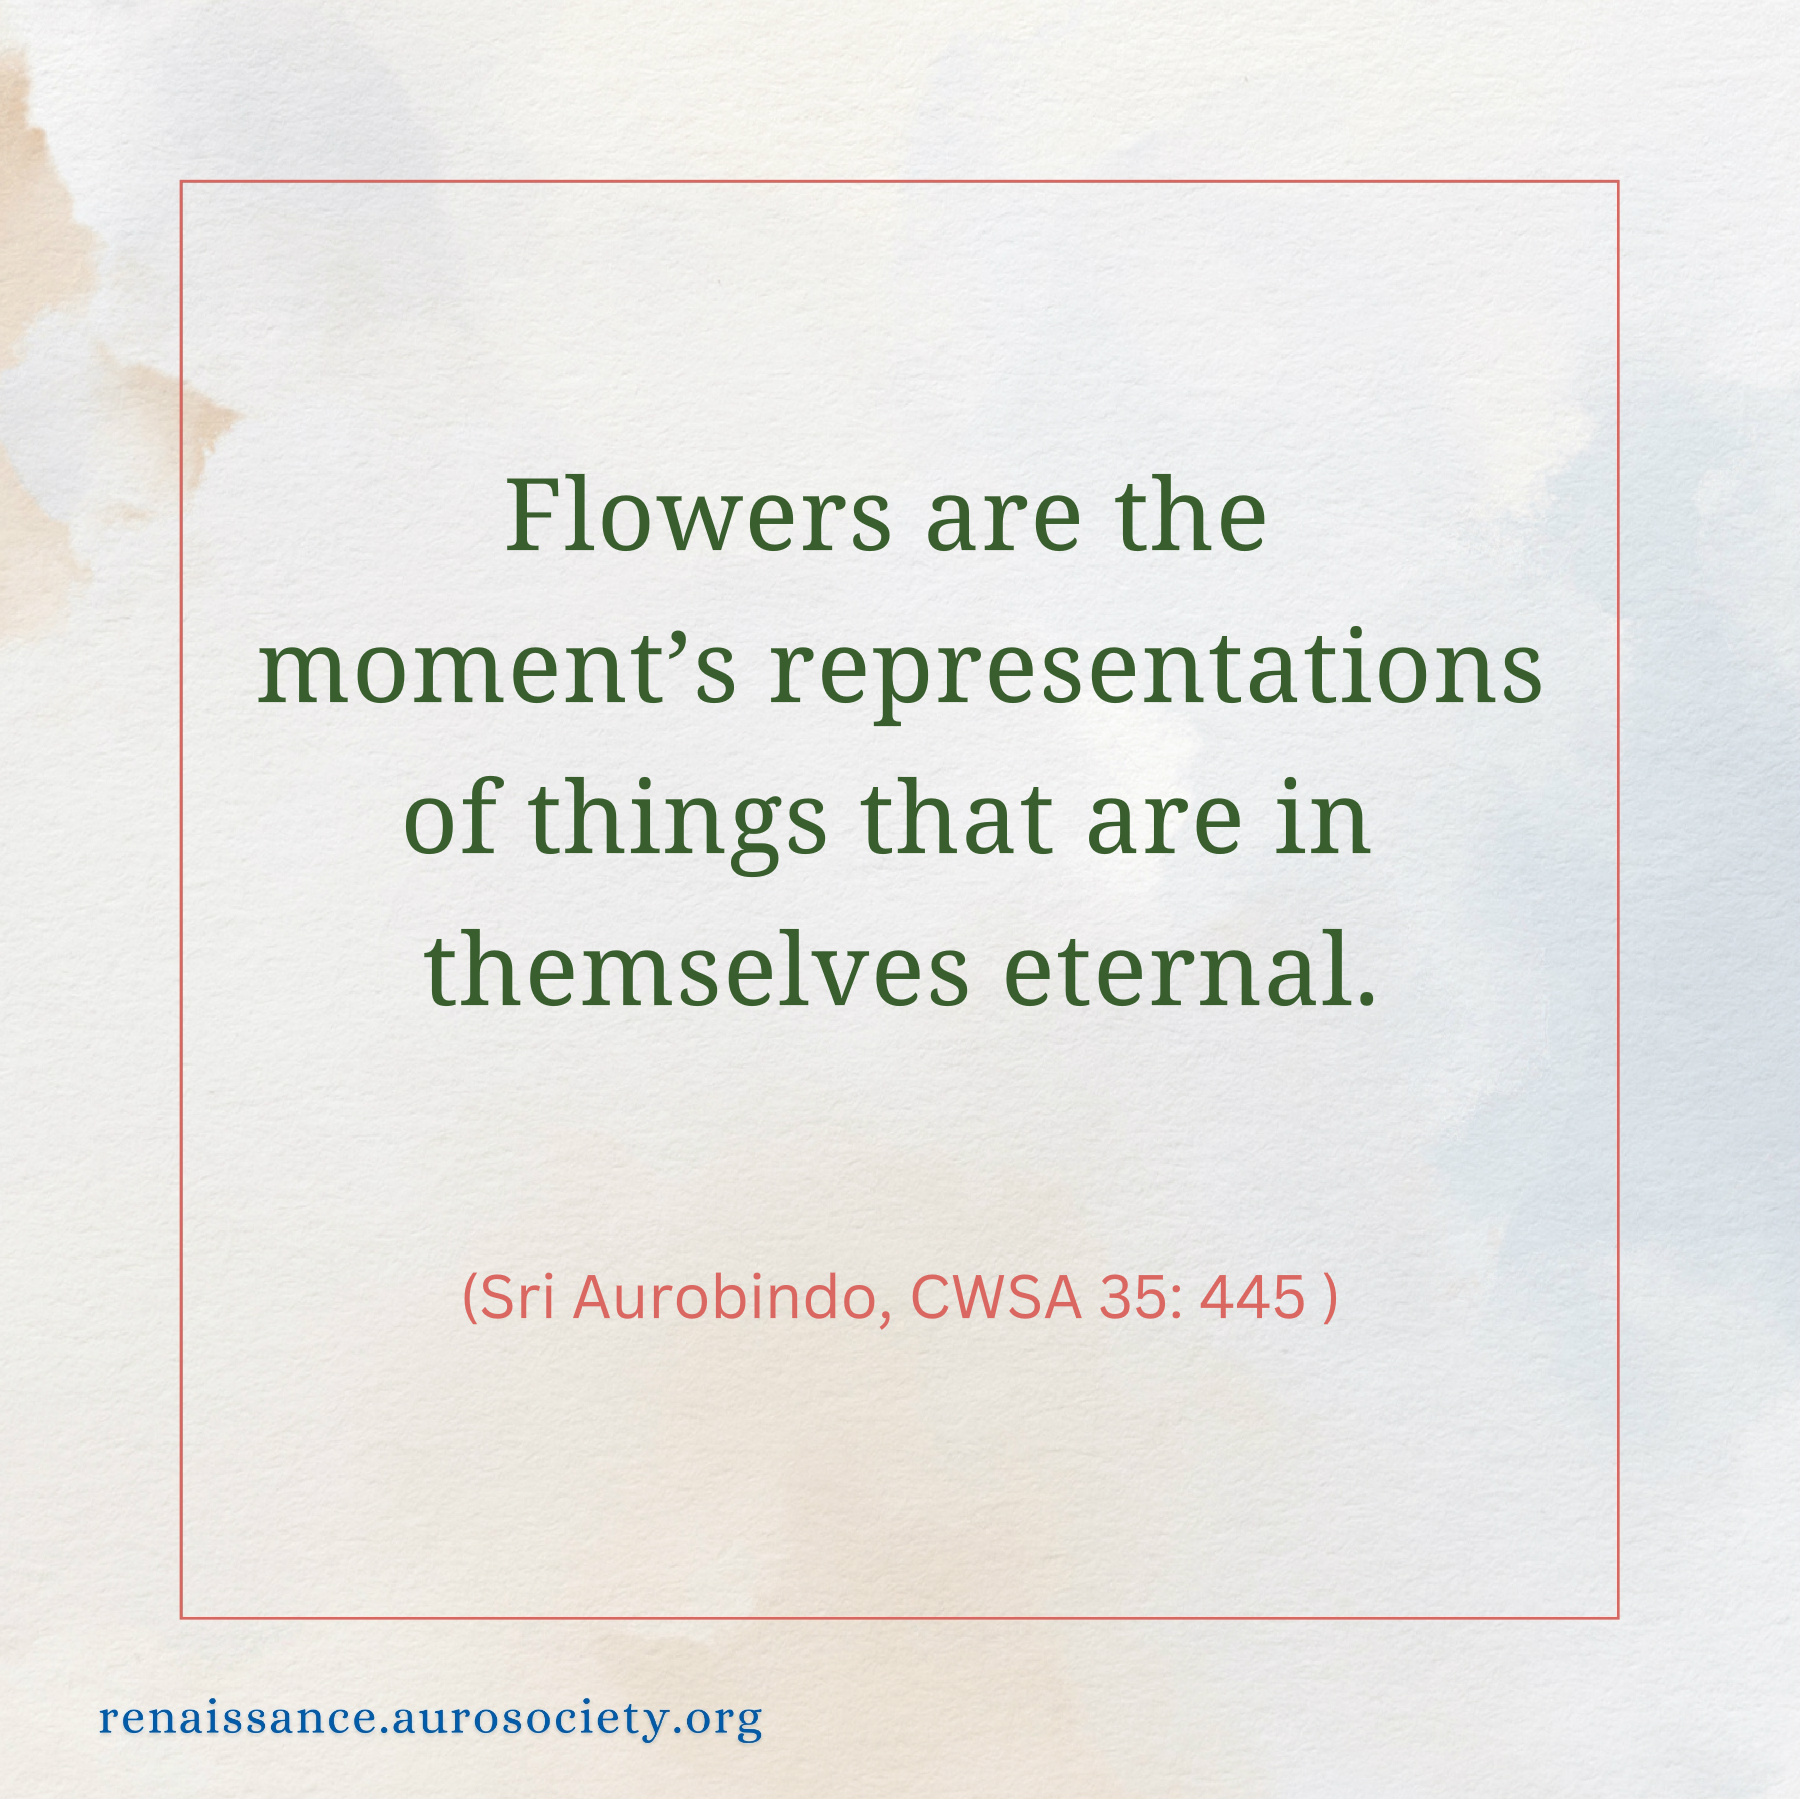 Flowers are the
moment’s representations
of things that are in
themselves eternal.
(Sri Aurobindo, CWSA 35: 445 )
renaissance.aurosociety.org